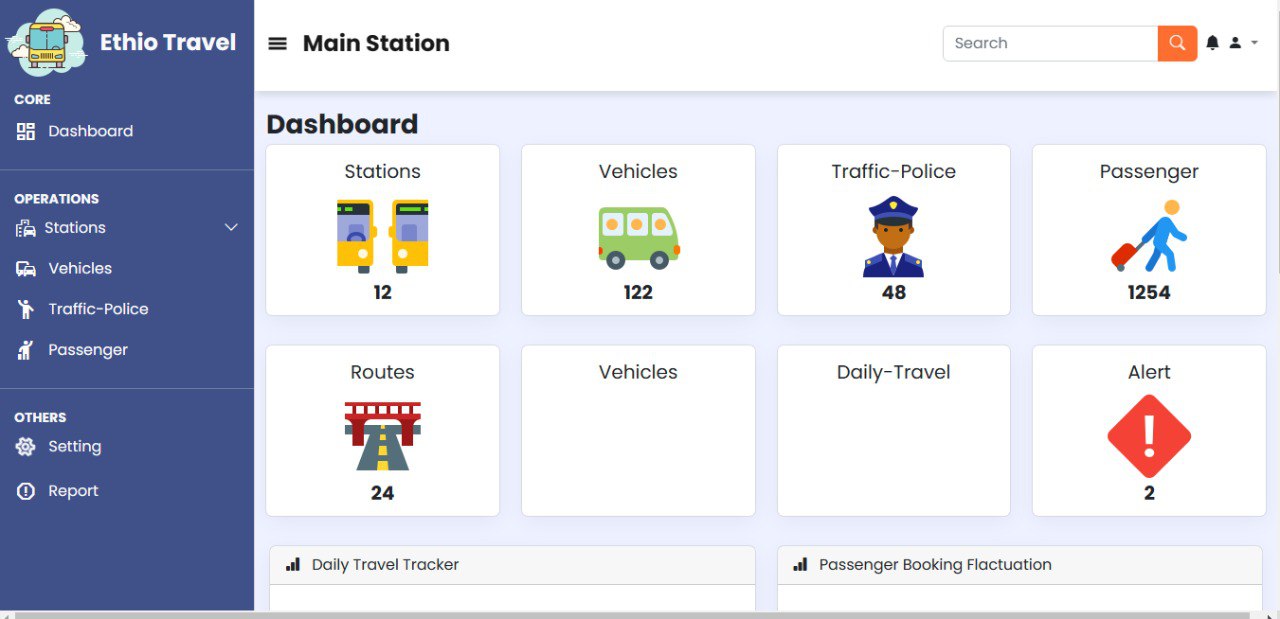 Ethio Travel
Main Station
Search
CORE
Dashboard
OPERATIONS
Stations
Vehicles
Traffic-Police
Passenger
OTHERS
Setting
Report
Dashboard
Stations
12
Vehicles
122
Traffic-Police
48
Passenger
1254
Routes
24
Vehicles
Daily-Travel
Alert
2
Daily Travel Tracker
Passenger Booking Flactuation